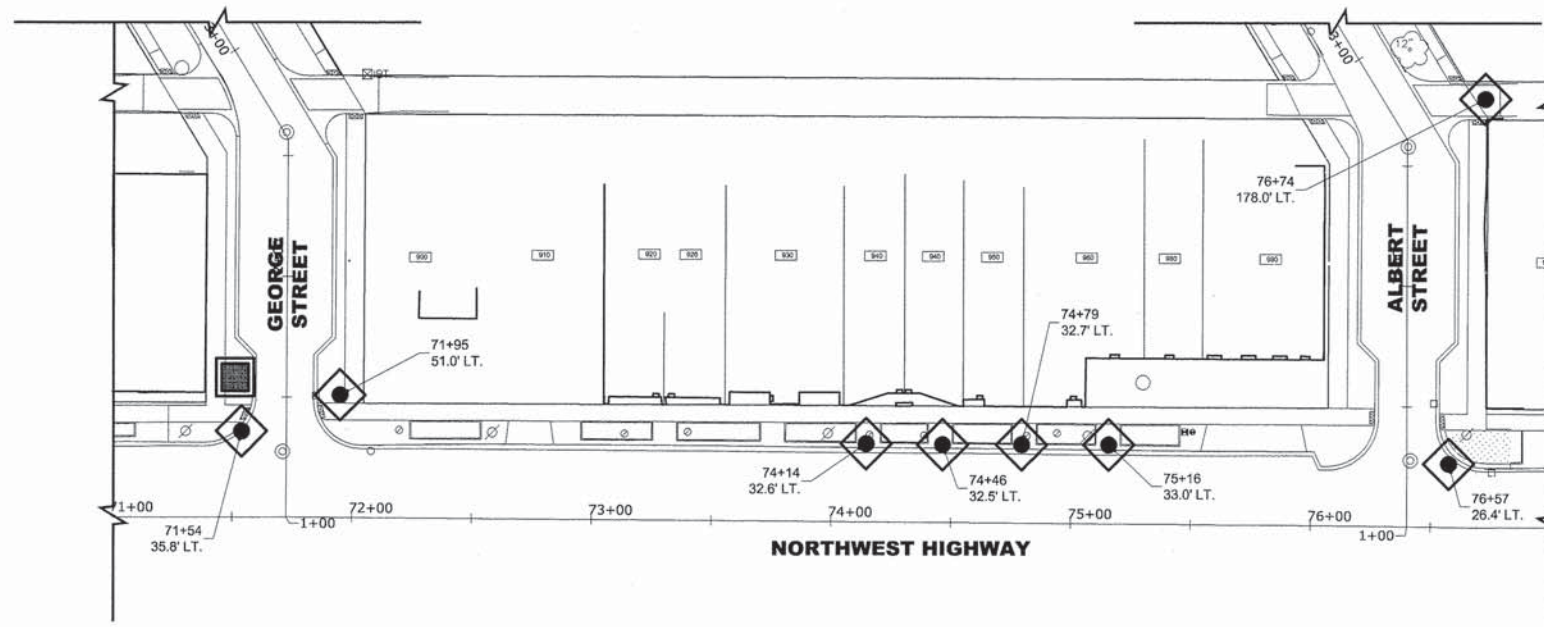 12"
76+74
178.0' LT.
GEORGE
STREET
ALBERT
STREET
900
910
920
926
930
940
940
950
960
980
990
74+79
32.7' LT.
71+95
51.0' LT.
74+14
32.6' LT.
74+46
32.5' LT.
75+16
33.0' LT.
76+57
26.4' LT.
71+54
35.8' LT.
1+00
72+00
73+00
74+00
75+00
76+00
1+00
NORTHWEST HIGHWAY